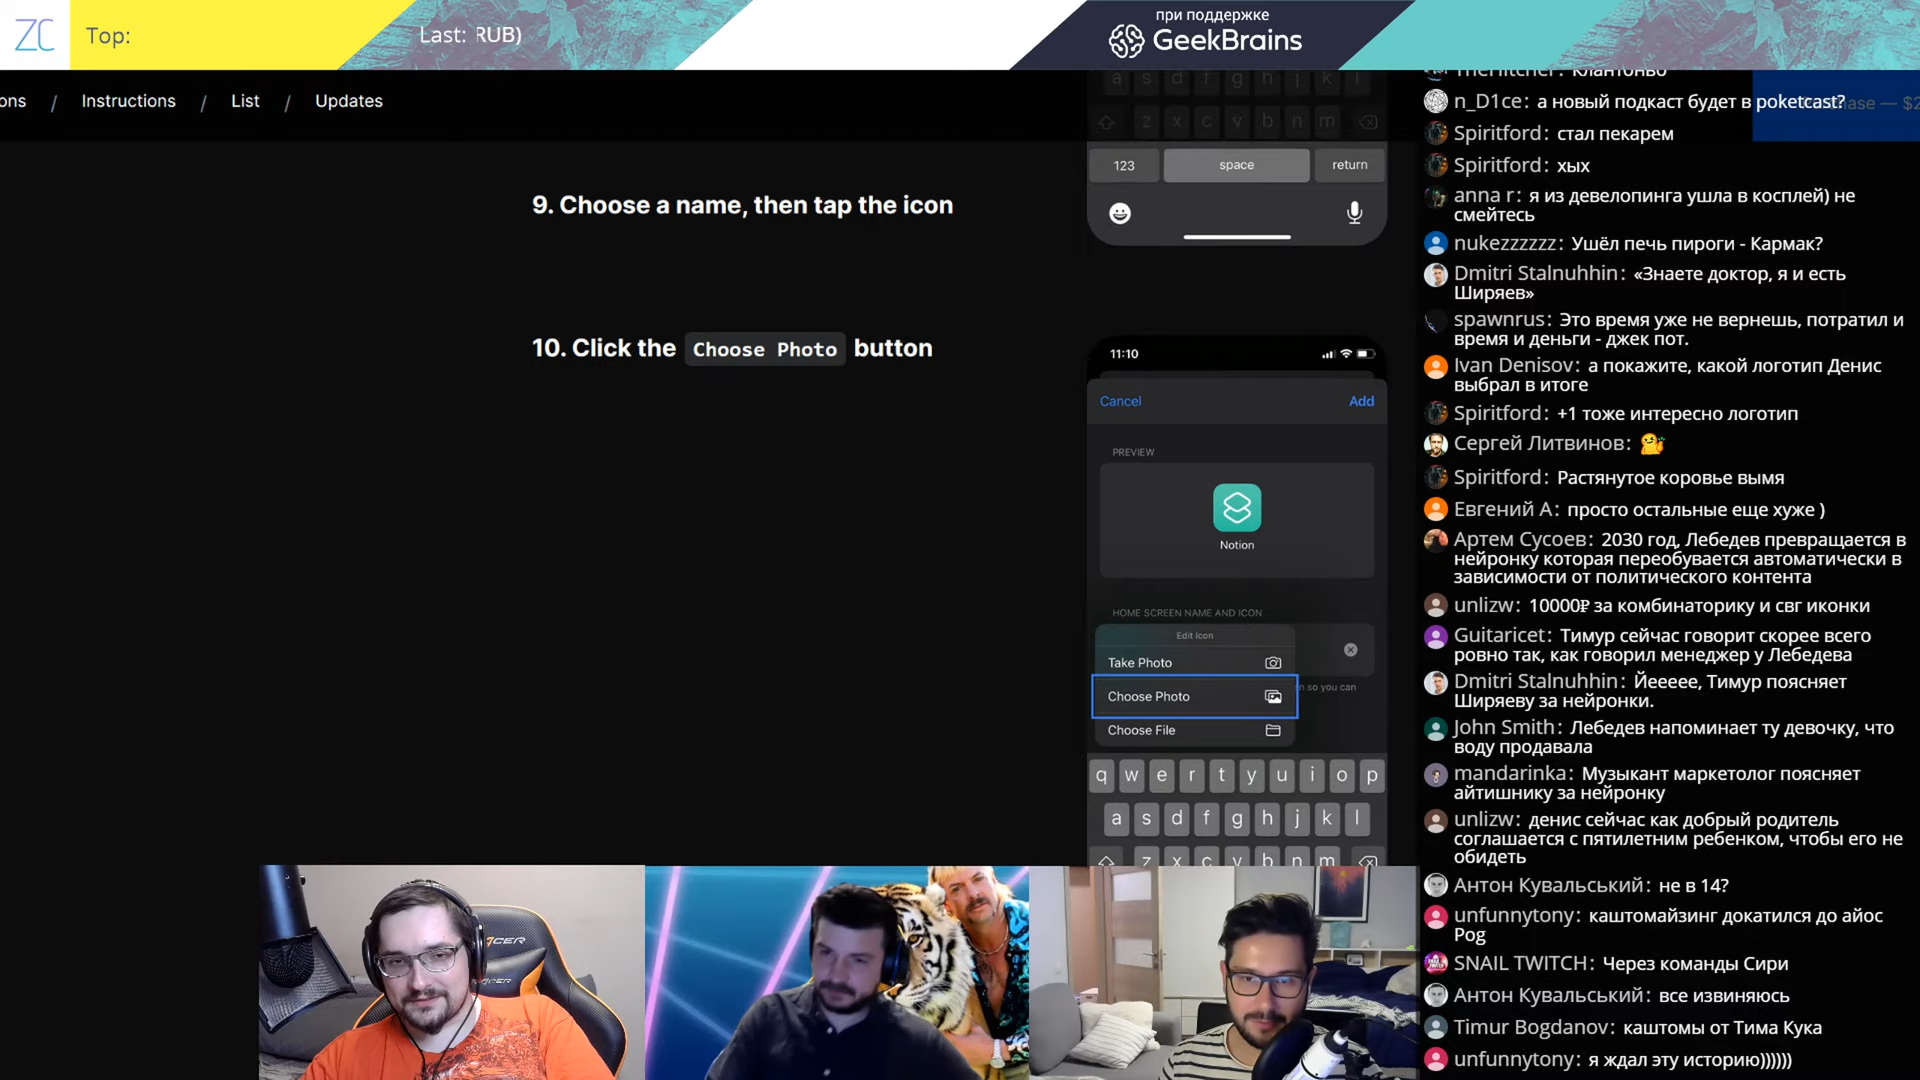 ZC
Top:
Last: RUB)
при поддержке
GeekBrains
ons / Instructions / List / Updates
a s d f g h j k l
z x c v b n m
123 space return
9. Choose a name, then tap the icon
10. Click the Choose Photo button
11:10
Cancel Add
PREVIEW
Notion
HOME SCREEN NAME AND ICON
Edit Icon
Take Photo
Choose Photo
n so you can
Choose File
q w e r t y u i o p
a s d f g h j k l
z x c v b n m
ACER
ACER
n_D1ce: а новый подкаст будет в poketcast?
Spiritford: стал пекарем
Spiritford: хых
anna r: я из девелопинга ушла в косплей) не
смейтесь
nukezzzzzz: Ушёл печь пироги - Кармак?
Dmitri Stalnuhhin: «Знаете доктор, я и есть
Ширяев»
spawnrus: Это время уже не вернешь, потратил и
время и деньги - джек пот.
Ivan Denisov: а покажите, какой логотип Денис
выбрал в итоге
Spiritford: +1 тоже интересно логотип
Сергей Литвинов:
Spiritford: Растянутое коровье вымя
Евгений А: просто остальные еще хуже )
Артем Сусоев: 2030 год, Лебедев превращается в
нейронку которая переобувается автоматически в
зависимости от политического контента
unlizw: 10000₽ за комбинаторику и свг иконки
Guitaricet: Тимур сейчас говорит скорее всего
ровно так, как говорил менеджер у Лебедева
Dmitri Stalnuhhin: Йеееее, Тимур поясняет
Ширяеву за нейронки.
John Smith: Лебедев напоминает ту девочку, что
воду продавала
mandarinka: Музыкант маркетолог поясняет
айтишнику за нейронку
unlizw: денис сейчас как добрый родитель
соглашается с пятилетним ребенком, чтобы его не
обидеть
Антон Кувальський: не в 14?
unfunnytony: каштомайзинг докатился до айос
Pog
SNAIL TWITCH: Через команды Сири
Антон Кувальський: все извиняюсь
Timur Bogdanov: каштомы от Тима Кука
unfunnytony: я ждал эту историю))))))